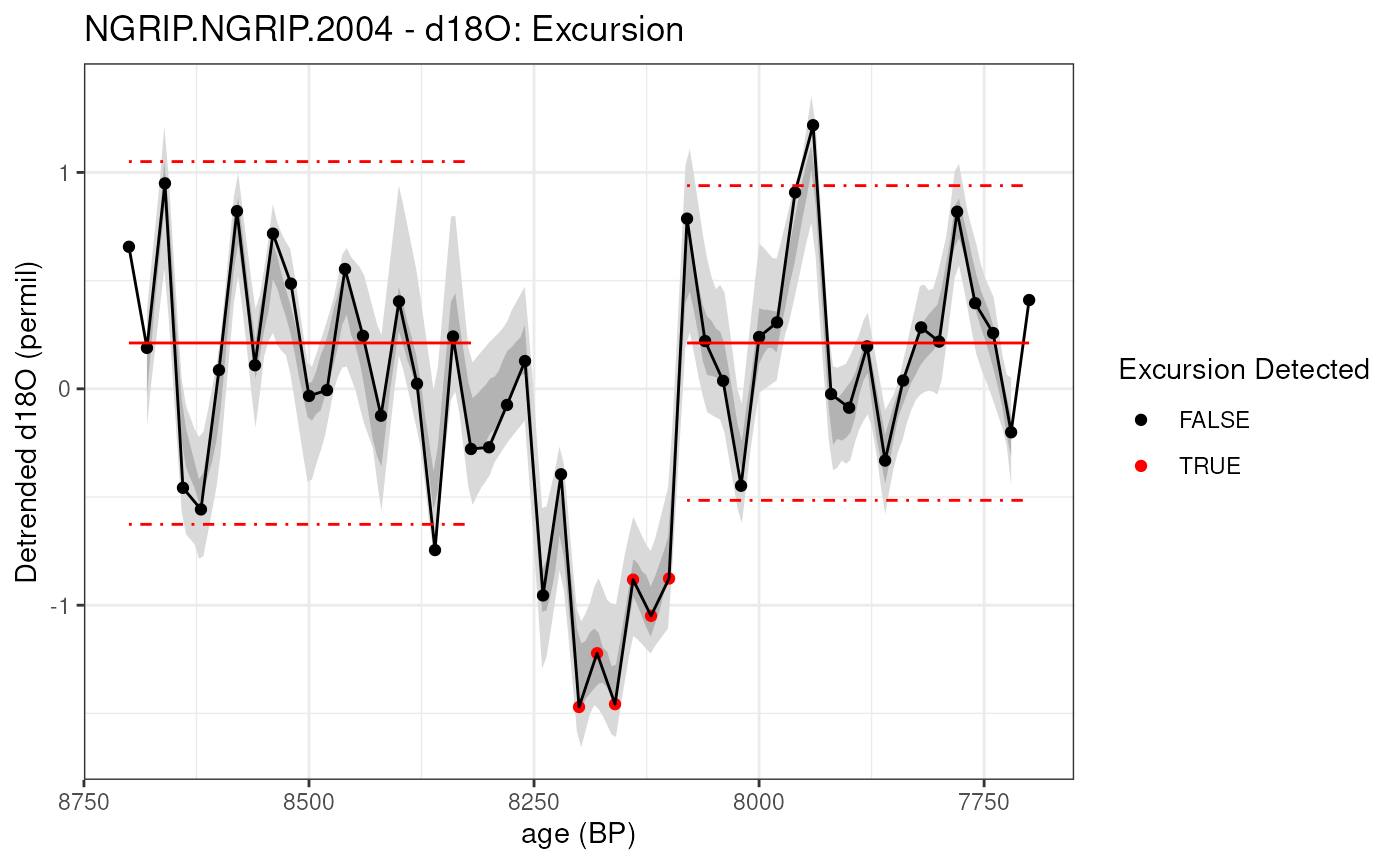 NGRIP.NGRIP.2004 - d18O: Excursion
Detrended d18O (permil)
1
0
-1
8750
8500
8250
8000
7750
age (BP)
Excursion Detected
FALSE
TRUE